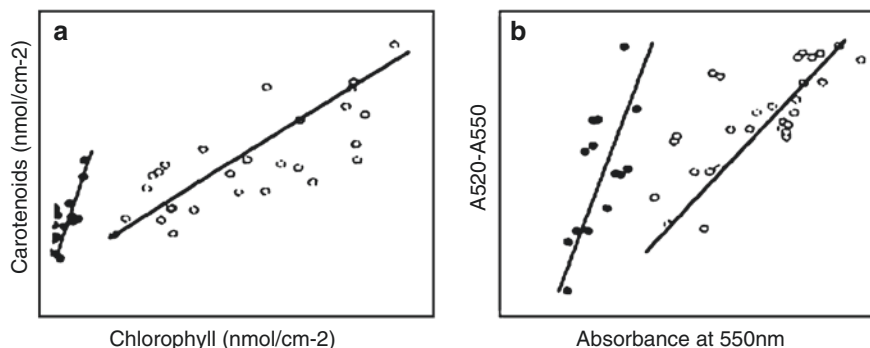 a
Carotenoids (nmol/cm-2)
Chlorophyll (nmol/cm-2)
b
A520-A550
Absorbance at 550nm